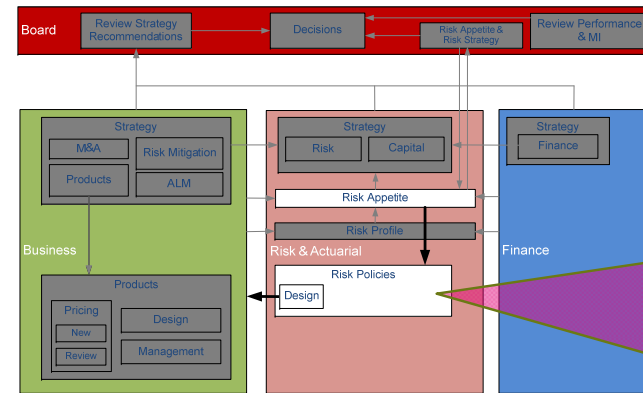 Board
Review Strategy
Recommendations
Decisions
Risk Appetite &
Risk Strategy
Review Performance
& MI
Strategy
M&A
Risk Mitigation
Products
ALM
Strategy
Risk
Capital
Strategy
Finance
Risk Appetite
Risk Profile
Business
Risk & Actuarial
Finance
Risk Policies
Design
Products
Pricing
New
Review
Design
Management